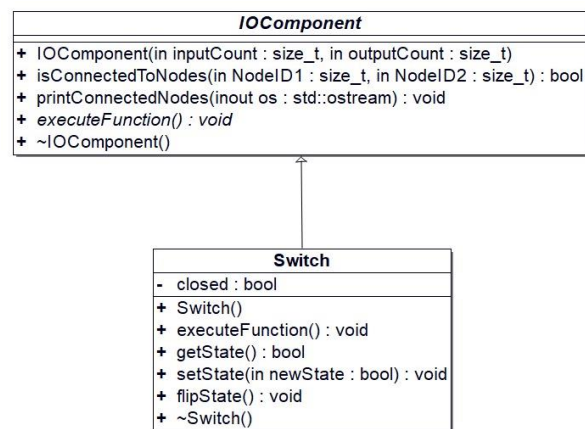 IOComponent
+ IOComponent(in inputCount : size_t, in outputCount : size_t)
+ isConnectedToNodes(in NodeID1 : size_t, in NodeID2 : size_t) : bool
+ printConnectedNodes(inout os : std::ostream) : void
+ executeFunction() : void
+ ~IOComponent()
Switch
- closed : bool
+ Switch()
+ executeFunction() : void
+ getState() : bool
+ setState(in newState : bool) : void
+ flipState() : void
+ ~Switch()